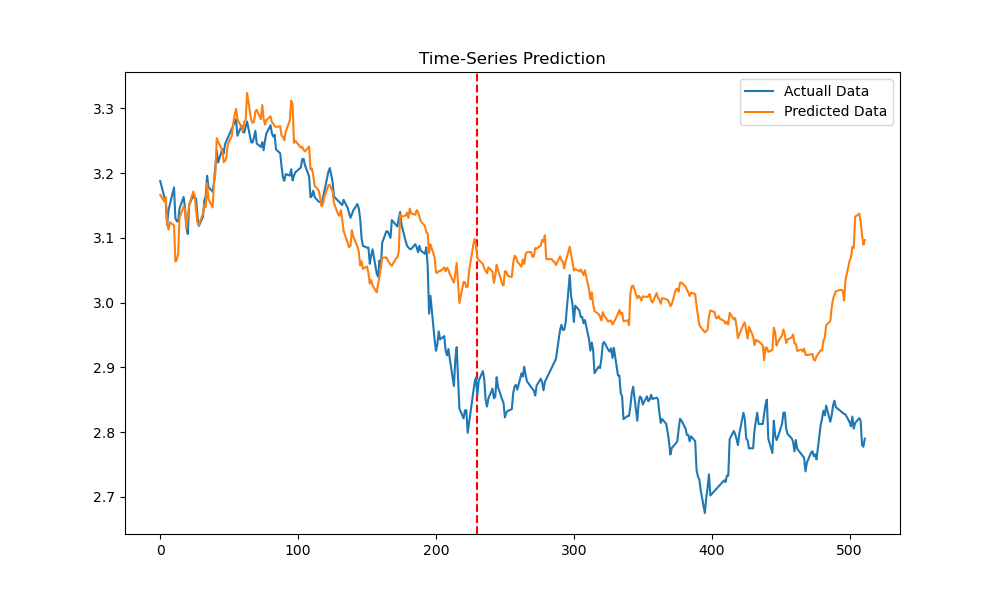 Time-Series Prediction
Actuall Data
Predicted Data
3.3
3.2
3.1
3.0
2.9
2.8
2.7
0 100 200 300 400 500